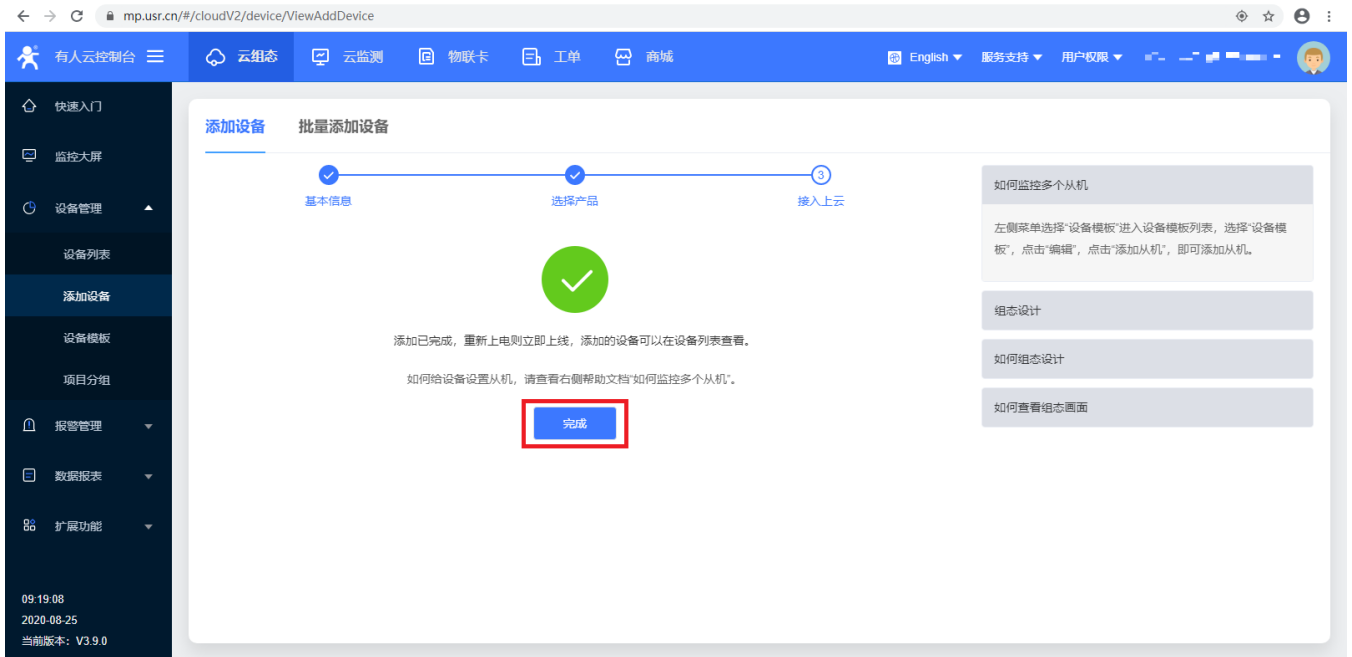 mp.usr.cn/#/cloudV2/device/ViewAddDevice
有人云控制台
云组态
云监测
物联卡
工单
商城
English
服务支持
用户权限
快速入门
监控大屏
设备管理
设备列表
添加设备
设备模板
项目分组
报警管理
数据报表
扩展功能
09:19:08
2020-08-25
当前版本：V3.9.0
添加设备
批量添加设备
基本信息
选择产品
3
接入上云
添加已完成，重新上电则立即上线，添加的设备可以在设备列表查看。
如何给设备设置从机，请查看右侧帮助文档“如何监控多个从机”。
完成
如何监控多个从机
左侧菜单选择“设备模板”进入设备模板列表，选择“设备模
板”，点击“编辑”，点击“添加从机”，即可添加从机。
组态设计
如何组态设计
如何查看组态画面